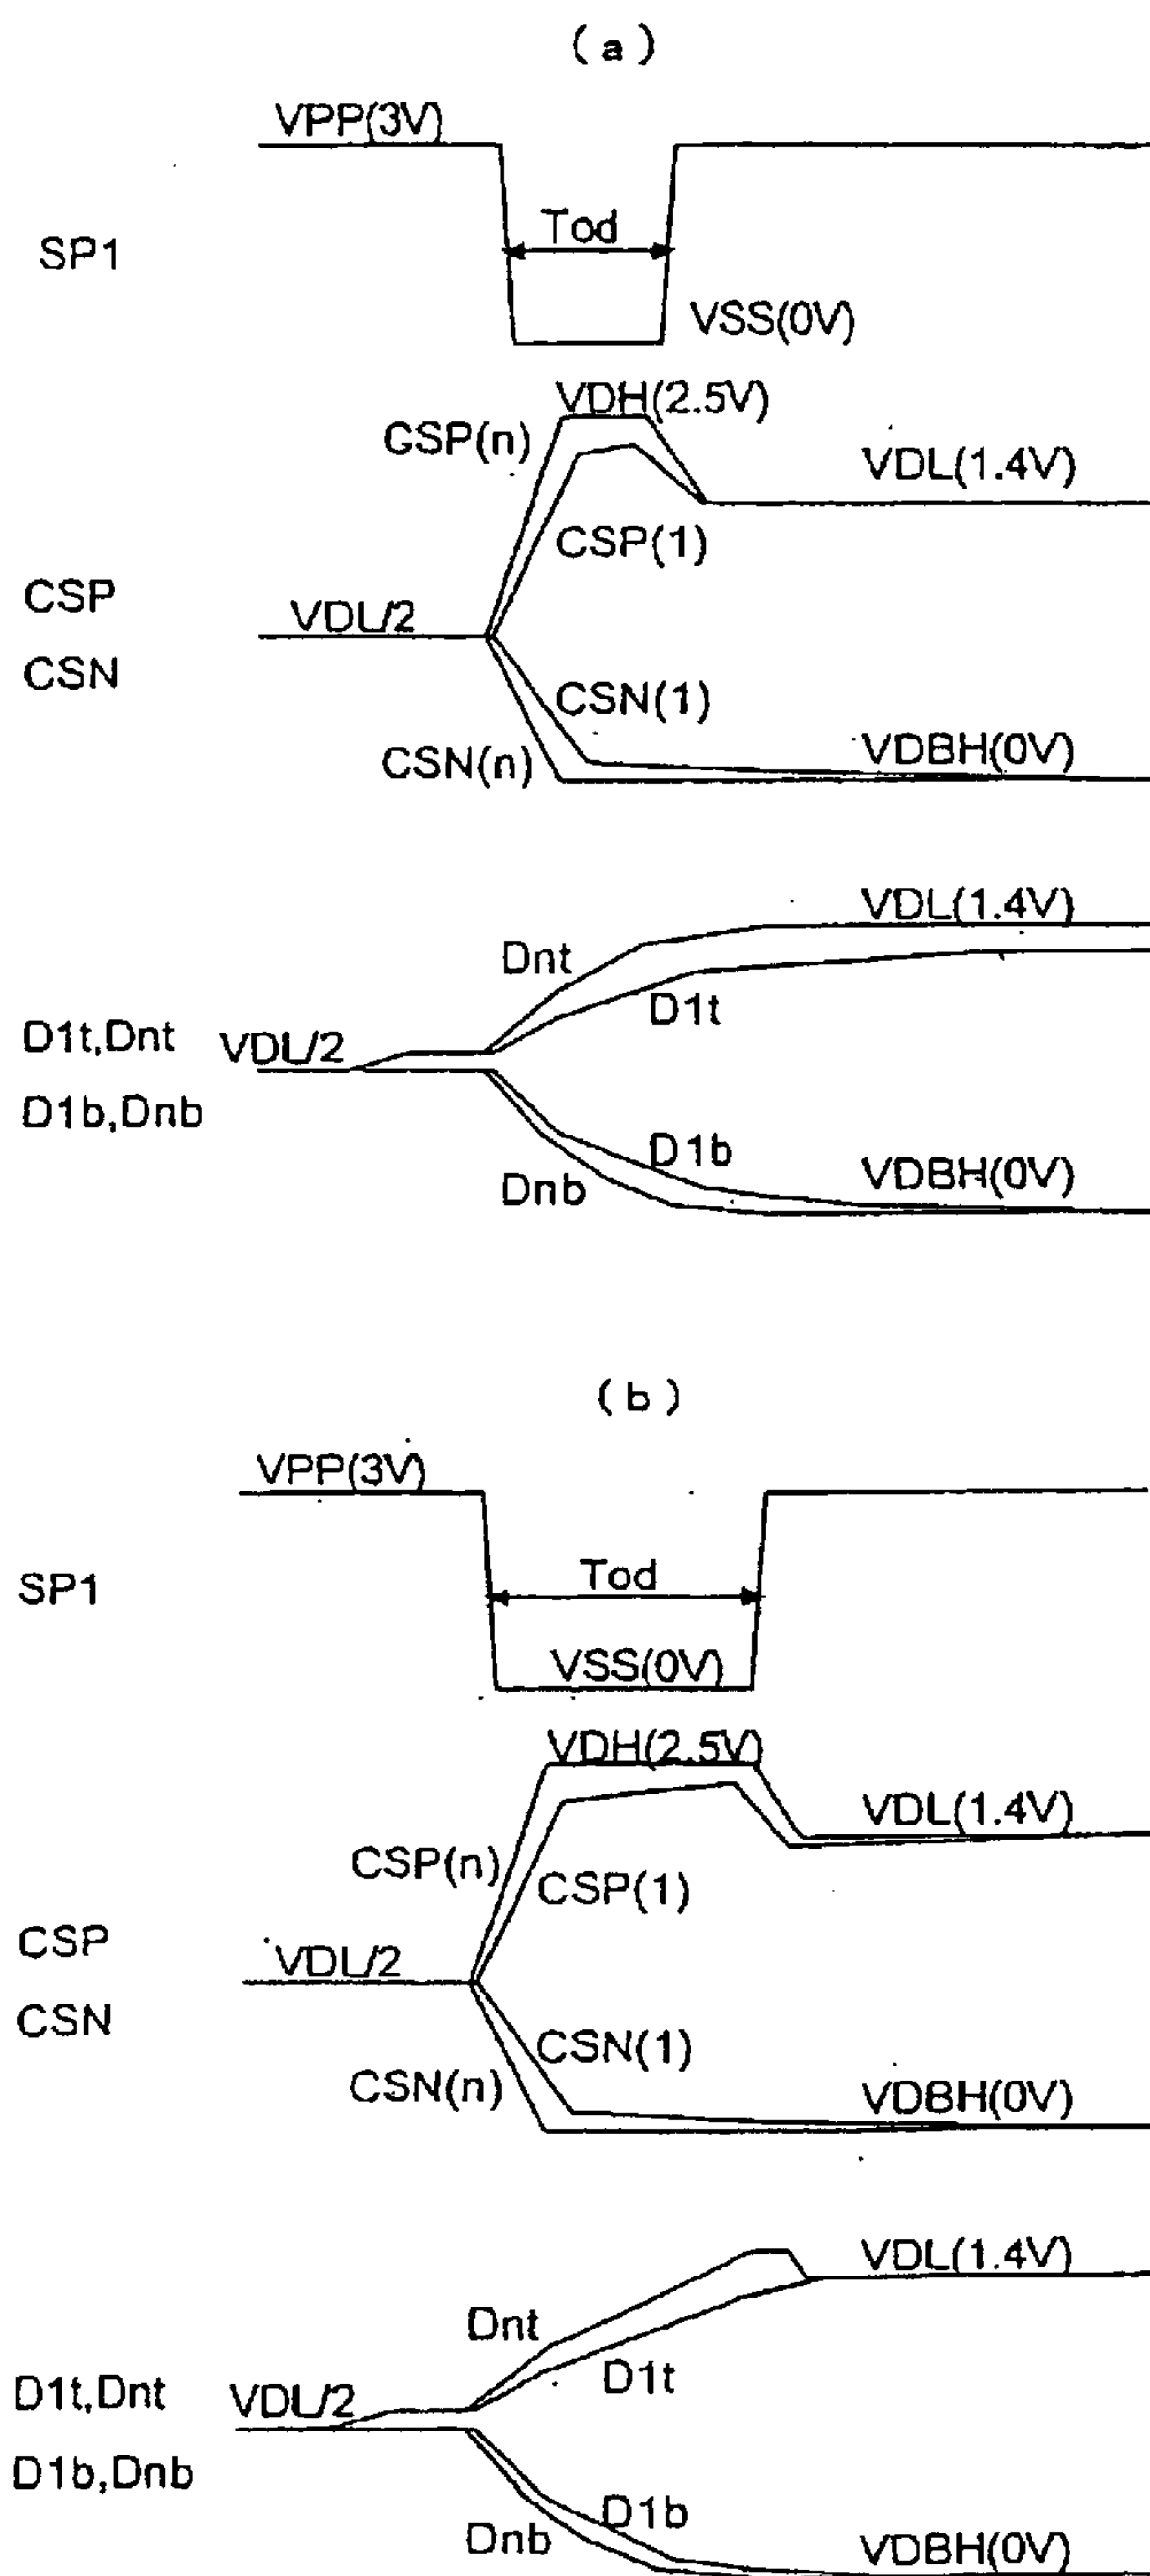 (a)
VPP(3V)
Tod
SP1
VSS(0V)
VDH(2.5V)
GSP(n)
VDL(1.4V)
CSP(1)
CSP
VDL/2
CSN
CSN(1)
CSN(n)
VDBH(0V)
VDL(1.4V)
Dnt
D1t
D1t,Dnt
VDL/2
D1b,Dnb
D1b
Dnb
VDBH(0V)
(b)
VPP(3V)
Tod
SP1
VSS(0V)
VDH(2.5V)
VDL(1.4V)
CSP(n)
CSP(1)
CSP
VDL/2
CSN
CSN(1)
CSN(n)
VDBH(0V)
VDL(1.4V)
Dnt
D1t
D1t,Dnt
VDL/2
D1b,Dnb
D1b
Dnb
VDBH(0V)